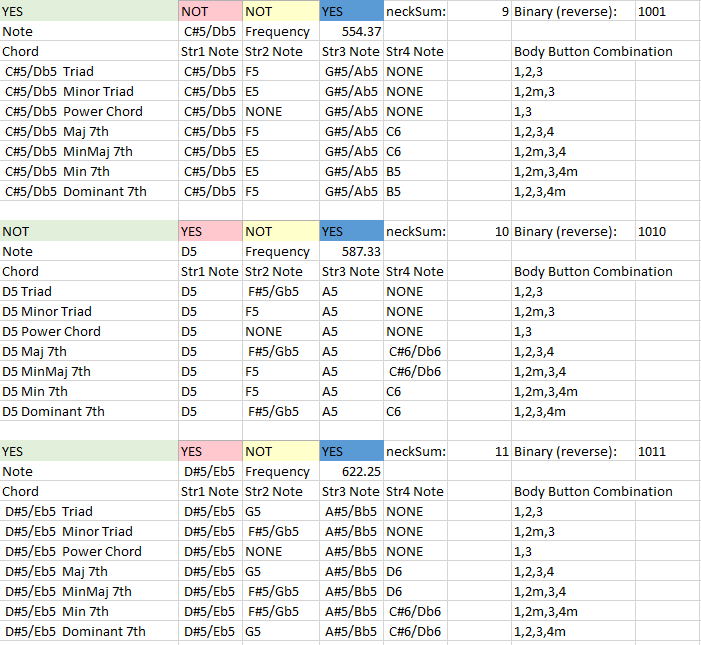 YES NOT NOT YES neckSum: 9 Binary (reverse): 1001
Note C#5/Db5 Frequency 554.37
Chord Str1 Note Str2 Note Str3 Note Str4 Note Body Button Combination
C#5/Db5 Triad C#5/Db5 F5 G#5/Ab5 NONE 1,2,3
C#5/Db5 Minor Triad C#5/Db5 E5 G#5/Ab5 NONE 1,2m,3
C#5/Db5 Power Chord C#5/Db5 NONE G#5/Ab5 NONE 1,3
C#5/Db5 Maj 7th C#5/Db5 F5 G#5/Ab5 C6 1,2,3,4
C#5/Db5 MinMaj 7th C#5/Db5 E5 G#5/Ab5 C6 1,2m,3,4
C#5/Db5 Min 7th C#5/Db5 E5 G#5/Ab5 B5 1,2m,3,4m
C#5/Db5 Dominant 7th C#5/Db5 F5 G#5/Ab5 B5 1,2,3,4m
NOT YES NOT YES neckSum: 10 Binary (reverse): 1010
Note D5 Frequency 587.33
Chord Str1 Note Str2 Note Str3 Note Str4 Note Body Button Combination
D5 Triad D5 F#5/Gb5 A5 NONE 1,2,3
D5 Minor Triad D5 F5 A5 NONE 1,2m,3
D5 Power Chord D5 NONE A5 NONE 1,3
D5 Maj 7th D5 F#5/Gb5 A5 C#6/Db6 1,2,3,4
D5 MinMaj 7th D5 F5 A5 C#6/Db6 1,2m,3,4
D5 Min 7th D5 F5 A5 C6 1,2m,3,4m
D5 Dominant 7th D5 F#5/Gb5 A5 C6 1,2,3,4m
YES YES NOT YES neckSum: 11 Binary (reverse): 1011
Note D#5/Eb5 Frequency 622.25
Chord Str1 Note Str2 Note Str3 Note Str4 Note Body Button Combination
D#5/Eb5 Triad D#5/Eb5 G5 A#5/Bb5 NONE 1,2,3
D#5/Eb5 Minor Triad D#5/Eb5 F#5/Gb5 A#5/Bb5 NONE 1,2m,3
D#5/Eb5 Power Chord D#5/Eb5 NONE A#5/Bb5 NONE 1,3
D#5/Eb5 Maj 7th D#5/Eb5 G5 A#5/Bb5 D6 1,2,3,4
D#5/Eb5 MinMaj 7th D#5/Eb5 F#5/Gb5 A#5/Bb5 D6 1,2m,3,4
D#5/Eb5 Min 7th D#5/Eb5 F#5/Gb5 A#5/Bb5 C#6/Db6 1,2m,3,4m
D#5/Eb5 Dominant 7th D#5/Eb5 G5 A#5/Bb5 C#6/Db6 1,2,3,4m